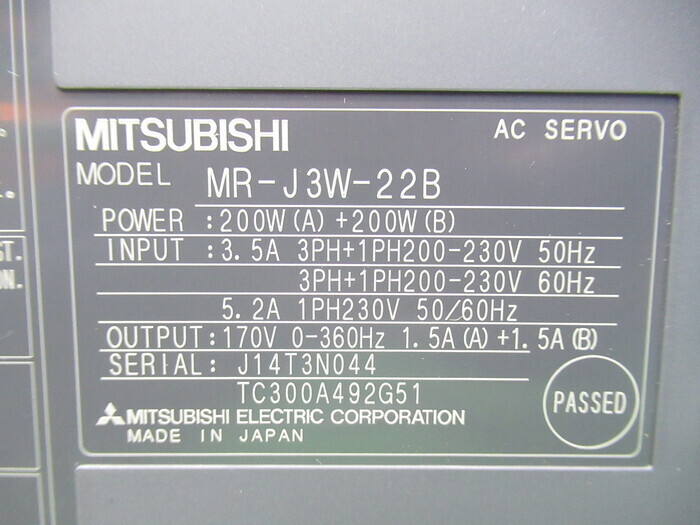 MITSUBISHI AC SERVO
MODEL MR-J3W-22B
POWER :200W(A)+200W(B)
INPUT :3.5A 3PH+1PH200-230V 50Hz
3PH+1PH200-230V 60Hz
5.2A 1PH230V 50/60Hz
OUTPUT:170V 0-360Hz 1.5A(A)+1.5A(B)
SERIAL: J14T3N044
TC300A492G51
PASSED
MITSUBISHI ELECTRIC CORPORATION
MADE IN JAPAN